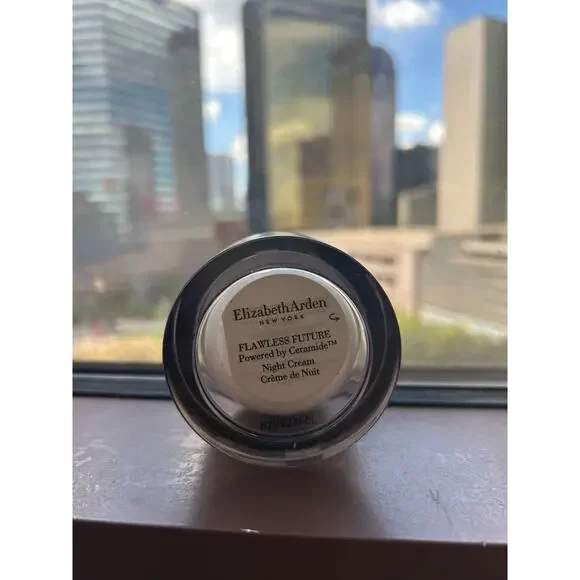 ElizabethArden
NEW YORK
FLAWLESS FUTURE
Powered by Ceramide™
Night Cream
Crème de Nuit